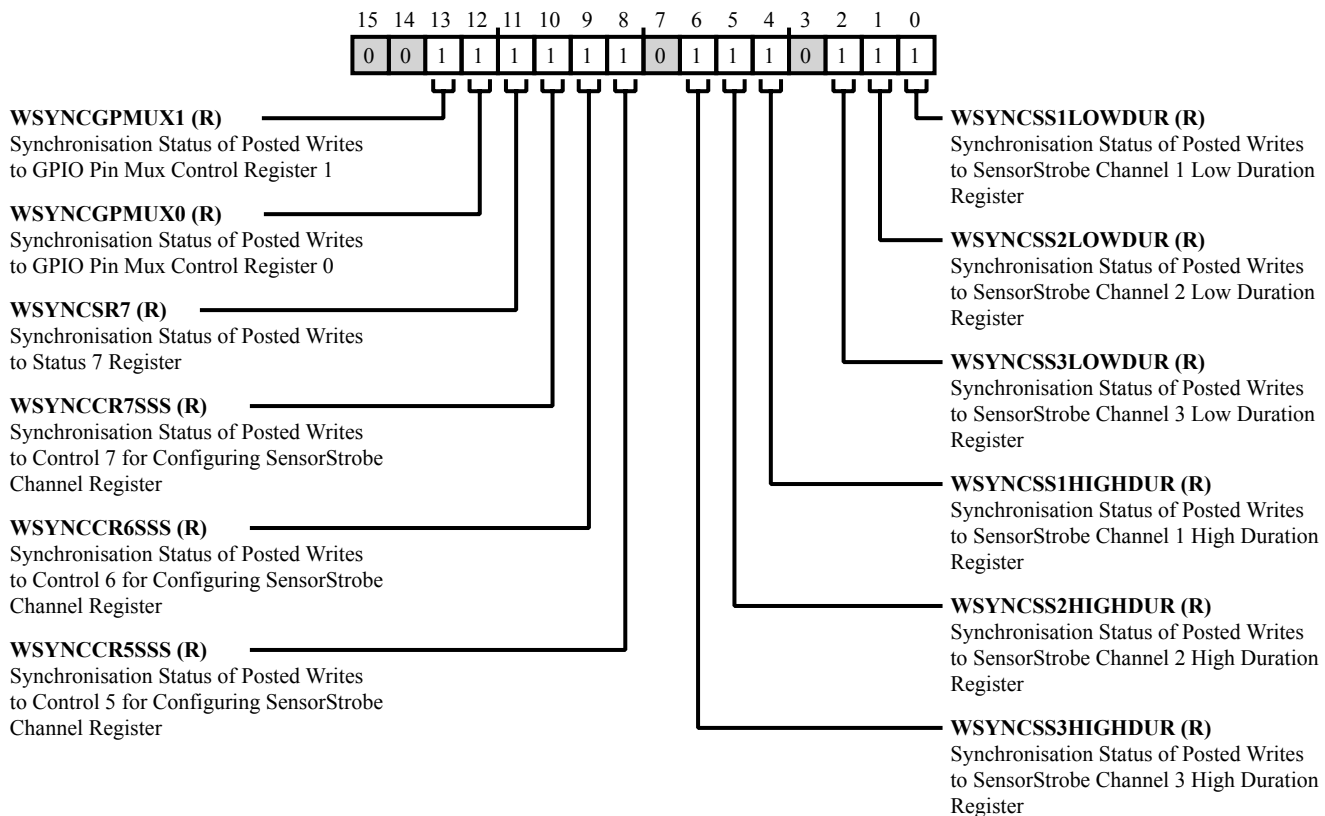 15 14 13 12 11 10 9 8 7 6 5 4 3 2 1 0
0 0 1 1 1 1 1 1 0 1 1 1 0 1 1 1
WSYNCGPMUX1 (R)
Synchronisation Status of Posted Writes
to GPIO Pin Mux Control Register 1
WSYNCGPMUX0 (R)
Synchronisation Status of Posted Writes
to GPIO Pin Mux Control Register 0
WSYNCSR7 (R)
Synchronisation Status of Posted Writes
to Status 7 Register
WSYNCCR7SSS (R)
Synchronisation Status of Posted Writes
to Control 7 for Configuring SensorStrobe
Channel Register
WSYNCCR6SSS (R)
Synchronisation Status of Posted Writes
to Control 6 for Configuring SensorStrobe
Channel Register
WSYNCCR5SSS (R)
Synchronisation Status of Posted Writes
to Control 5 for Configuring SensorStrobe
Channel Register
WSYNCSS1LOWDUR (R)
Synchronisation Status of Posted Writes
to SensorStrobe Channel 1 Low Duration
Register
WSYNCSS2LOWDUR (R)
Synchronisation Status of Posted Writes
to SensorStrobe Channel 2 Low Duration
Register
WSYNCSS3LOWDUR (R)
Synchronisation Status of Posted Writes
to SensorStrobe Channel 3 Low Duration
Register
WSYNCSS1HIGHDUR (R)
Synchronisation Status of Posted Writes
to SensorStrobe Channel 1 High Duration
Register
WSYNCSS2HIGHDUR (R)
Synchronisation Status of Posted Writes
to SensorStrobe Channel 2 High Duration
Register
WSYNCSS3HIGHDUR (R)
Synchronisation Status of Posted Writes
to SensorStrobe Channel 3 High Duration
Register